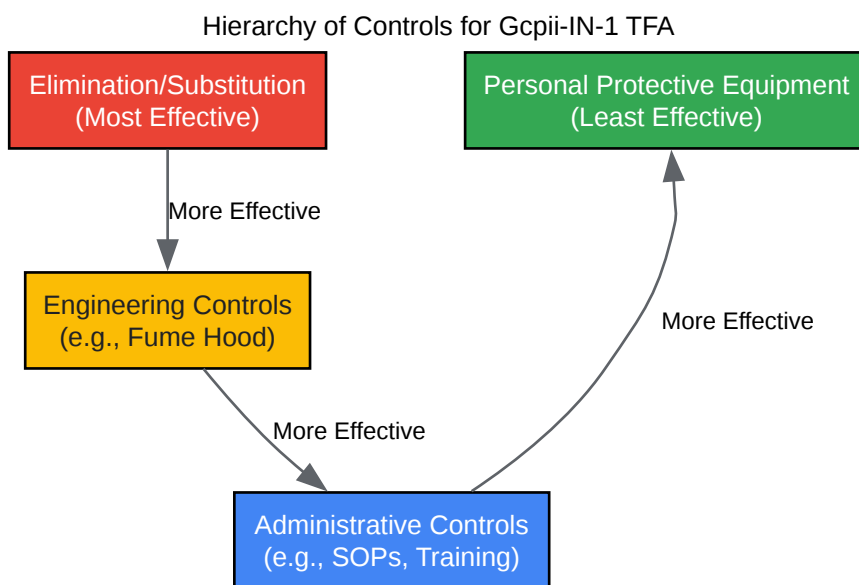 Hierarchy of Controls for Gcpii-IN-1 TFA
Elimination/Substitution
(Most Effective)
Personal Protective Equipment
(Least Effective)
More Effective
Engineering Controls
(e.g., Fume Hood)
More Effective
More Effective
Administrative Controls
(e.g., SOPs, Training)